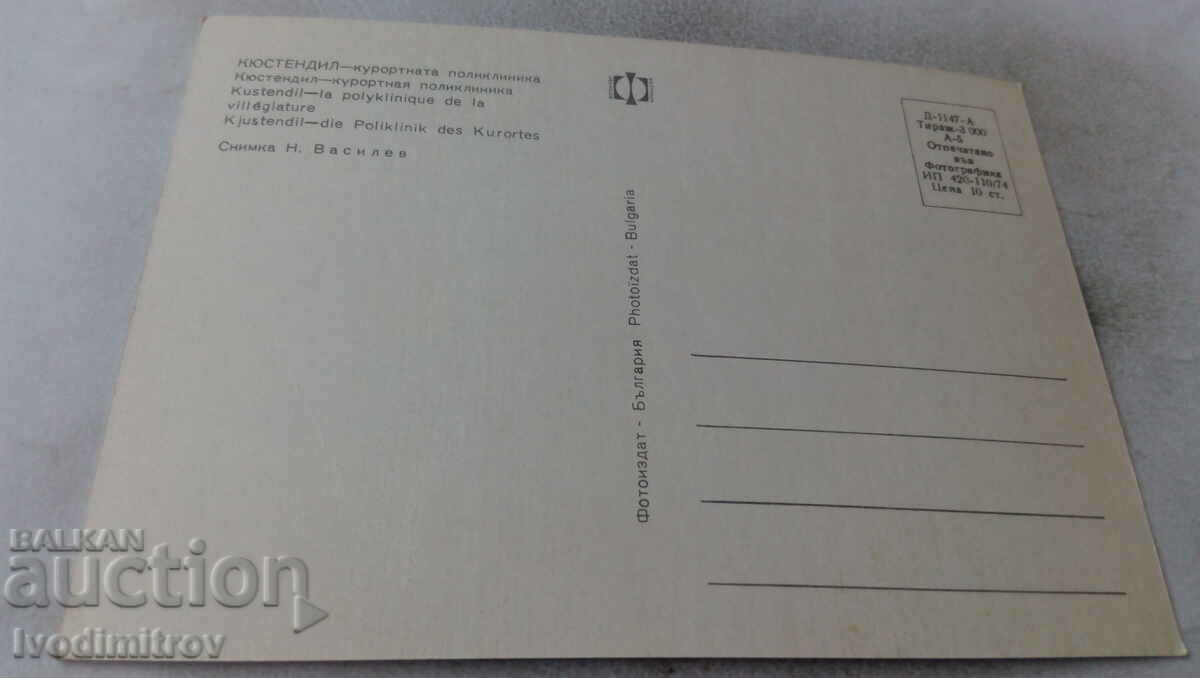 КЮСТЕНДИЛ—курортната поликлиника
Кюстендил—курортная поликлиника
Kustendil—la polyklinique de la
villégiature
Kjustendil—die Poliklinik des Kurortes
Снимка Н. Василев
Фотоиздат - България Photoizdat - Bulgaria
Д-1147-А
Тираж-3 000
А-5
Отпечатано
във
Фотографика
ИП 420-110/74
Цена 10 ст.
BALKAN
auction
Ivodimitrov